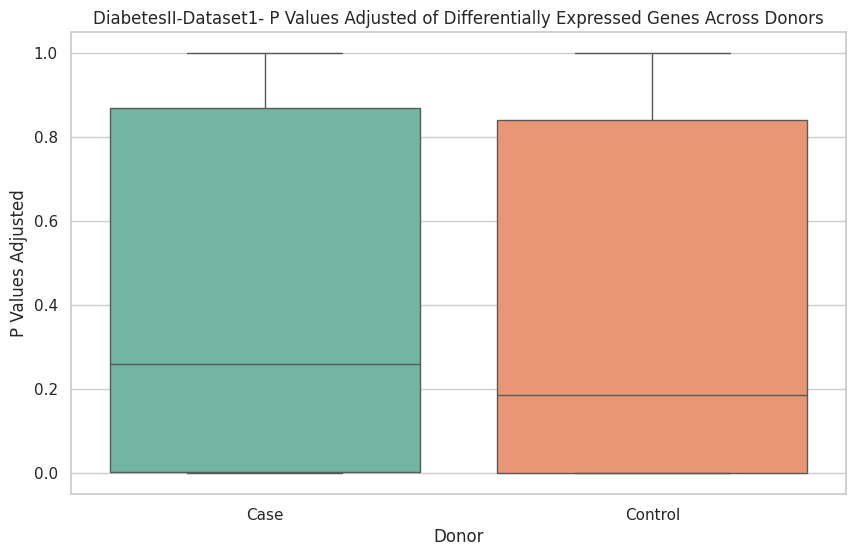 DiabetesII-Dataset1- P Values Adjusted of Differentially Expressed Genes Across Donors
P Values Adjusted
1.0
0.8
0.6
0.4
0.2
0.0
Case
Control
Donor